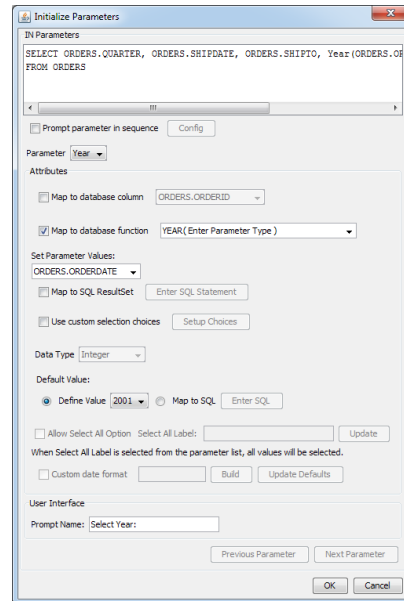 Initialize Parameters
IN Parameters
SELECT ORDERS.QUARTER, ORDERS.SHIPDATE, ORDERS.SHIPTO, Year(ORDERS.OR
FROM ORDERS
Prompt parameter in sequence Config
Parameter Year
Attributes
Map to database column ORDERS.ORDERID
Map to database function YEAR( Enter Parameter Type )
Set Parameter Values:
ORDERS.ORDERDATE
Map to SQL ResultSet Enter SQL Statement
Use custom selection choices Setup Choices
Data Type Integer
Default Value:
Define Value 2001 Map to SQL Enter SQL
Allow Select All Option Select All Label: Update
When Select All Label is selected from the parameter list, all values will be selected.
Custom date format Build Update Defaults
User Interface
Prompt Name: Select Year:
Previous Parameter Next Parameter
OK Cancel